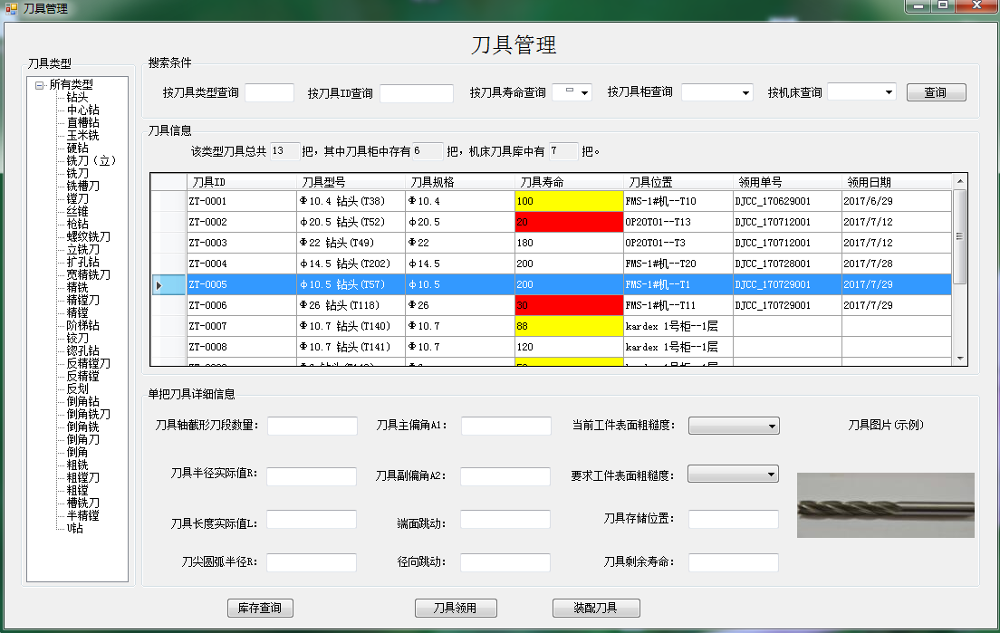 刀具管理
刀具管理
刀具类型
所有类型
钻头
中心钻
直槽钻
玉米铣
硬钻
铣刀（立）
铣刀
铣槽刀
镗刀
丝锥
枪钻
螺纹铣刀
立铣刀
扩孔钻
宽精铣刀
精铣
精镗刀
精镗
阶梯钻
铰刀
锪孔钻
反精镗刀
反精镗
反划
倒角钻
倒角铣刀
倒角铣
倒角刀
倒角
粗铣
粗镗刀
粗镗
槽铣刀
半精镗
U钻
搜索条件
按刀具类型查询 按刀具ID查询 按刀具寿命查询 按刀具柜查询 按机床查询 查询
刀具信息
该类型刀具总共 13 把，其中刀具柜中存有 6 把，机床刀具库中有 7 把。
刀具ID 刀具型号 刀具规格 刀具寿命 刀具位置 领用单号 领用日期
ZT-0001 Φ10.4 钻头(T38) Φ10.4 100 FMS-1#机--T10 DJCC_170629001 2017/6/29
ZT-0002 φ20.5 钻头(T52) φ20.5 20 OP20T01--T13 DJCC_170712001 2017/7/12
ZT-0003 Φ22 钻头(T49) Φ22 180 OP20T01--T3 DJCC_170712001 2017/7/12
ZT-0004 φ14.5 钻头(T202) φ14.5 200 FMS-1#机--T20 DJCC_170728001 2017/7/28
ZT-0005 φ10.5 钻头(T57) φ10.5 200 FMS-1#机--T1 DJCC_170729001 2017/7/29
ZT-0006 Φ26 钻头(T118) Φ26 30 FMS-1#机--T11 DJCC_170729001 2017/7/29
ZT-0007 Φ10.7 钻头(T140) Φ10.7 88 kardex 1号柜--1层
ZT-0008 Φ10.7 钻头(T141) Φ10.7 120 kardex 1号柜--1层
单把刀具详细信息
刀具轴截形刀段数量： 刀具主偏角A1： 当前工件表面粗糙度： 刀具图片(示例)
刀具半径实际值R： 刀具副偏角A2： 要求工件表面粗糙度：
刀具长度实际值L： 端面跳动： 刀具存储位置：
刀尖圆弧半径R： 径向跳动： 刀具剩余寿命：
库存查询 刀具领用 装配刀具